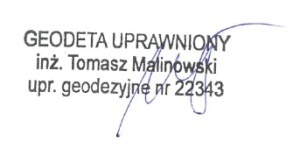 GEODETA UPRAWNIONY
inż. Tomasz Malinowski
upr. geodezyjne nr 22343